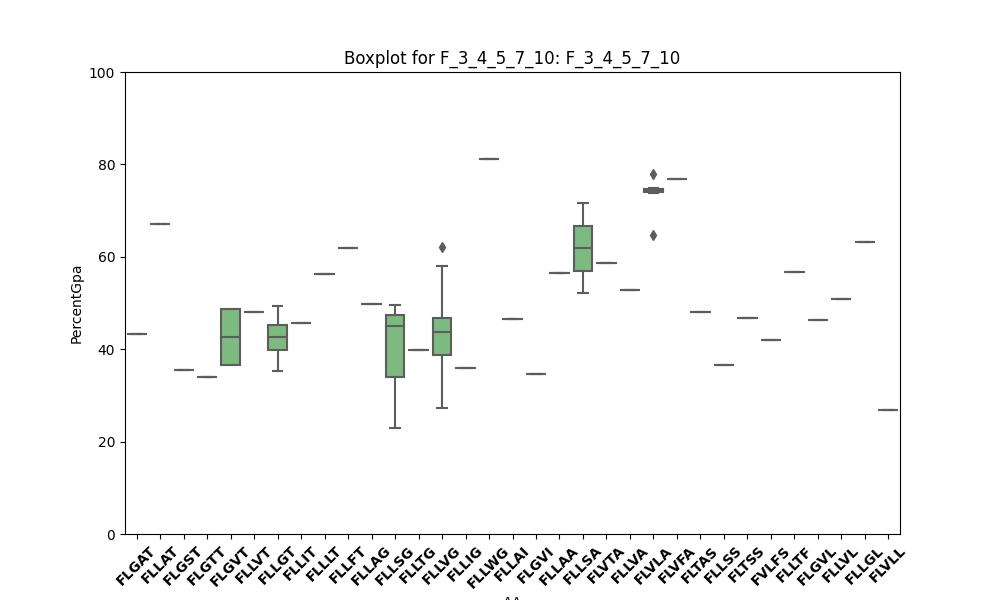 Boxplot for F_3_4_5_7_10: F_3_4_5_7_10
100
80
60
40
20
0
PercentGpa
FLGAT
FLLAT
FLGST
FLGTT
FLGVT
FLLVT
FLLGT
FLLIT
FLLLT
FLLFT
FLLAG
FLLSG
FLLTG
FLLVG
FLLIG
FLLWG
FLLAI
FLGVI
FLLAA
FLLSA
FLVTA
FLLVA
FLVLA
FLVFA
FLTAS
FLLSS
FLTSS
FVLFS
FLLTF
FLGVL
FLLVL
FLLGL
FLVLL